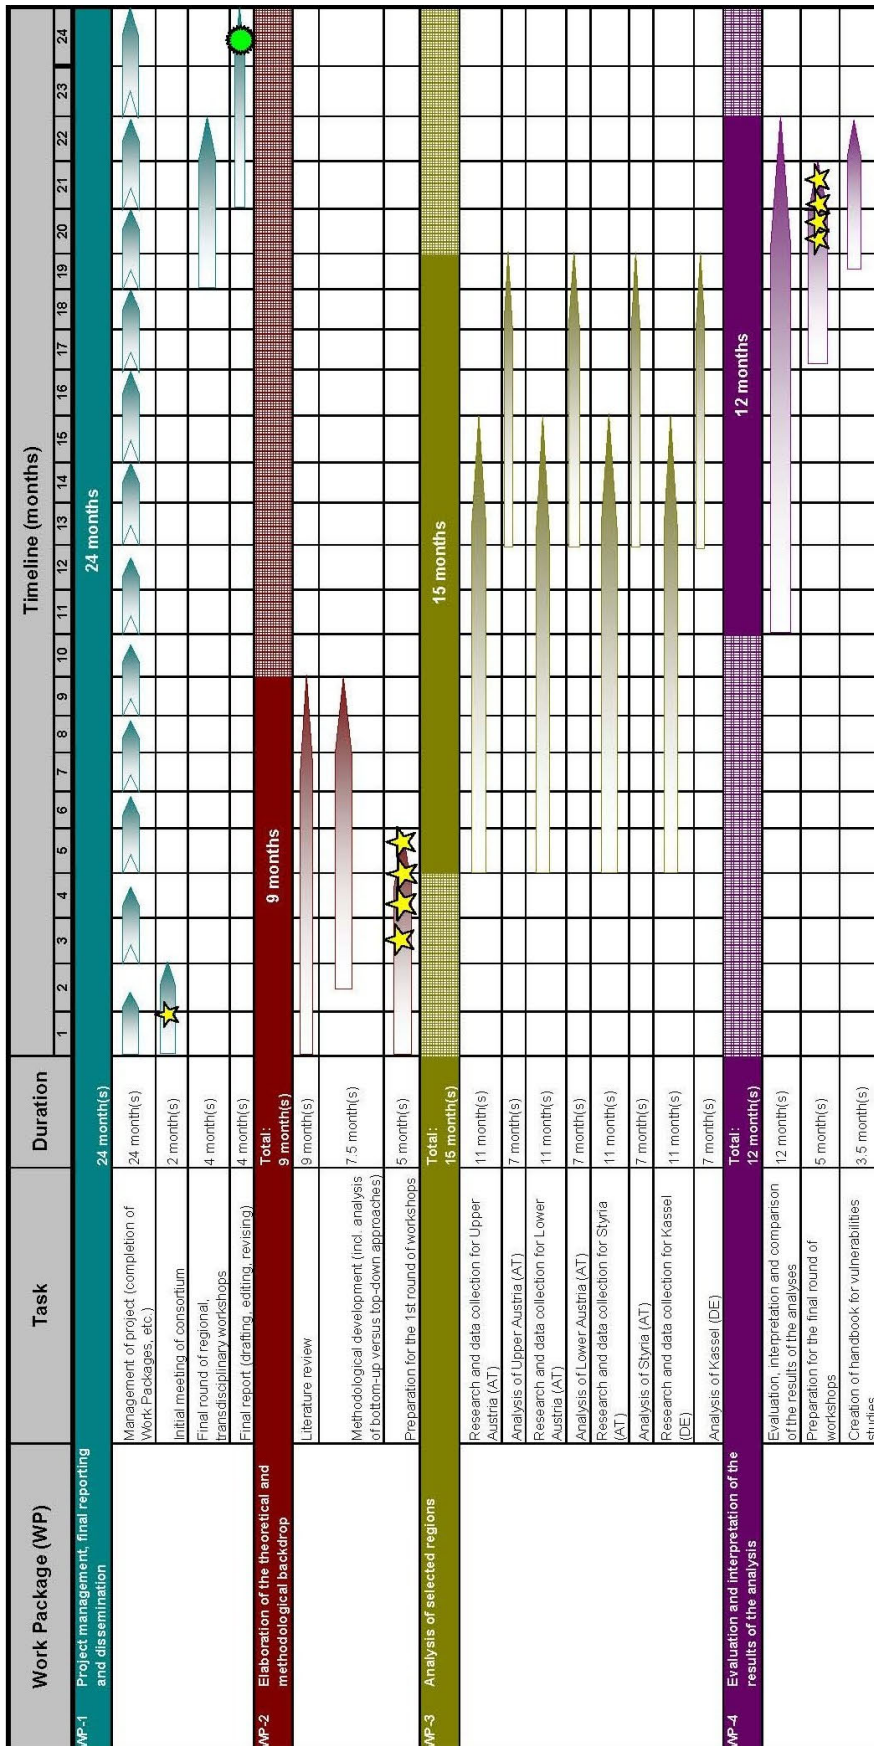 Work Package (WP)
Task
Duration
Timeline (months)
1 2 3 4 5 6 7 8 9 10 11 12 13 14 15 16 17 18 19 20 21 22 23 24
WP-1
Project management, final reporting
and dissemination
24 month(s)
24 months
Management of project (completion of
Work Packages, etc.)
24 month(s)
Initial meeting of consortium
2 month(s)
Final round of regional,
transdisciplinary workshops
4 month(s)
Final report (drafting, editing, revising)
4 month(s)
WP-2
Elaboration of the theoretical and
methodological backdrop
Total:
9 month(s)
9 months
Literature review
9 month(s)
Methodological development (incl. analysis
of bottom-up versus top-down approaches)
7.5 month(s)
Preparation for the 1st round of workshops
5 month(s)
WP-3
Analysis of selected regions
Total:
15 month(s)
15 months
Research and data collection for Upper
Austria (AT)
11 month(s)
Analysis of Upper Austria (AT)
7 month(s)
Research and data collection for Lower
Austria (AT)
11 month(s)
Analysis of Lower Austria (AT)
7 month(s)
Research and data collection for Styria
(AT)
11 month(s)
Analysis of Styria (AT)
7 month(s)
Research and data collection for Kassel
(DE)
11 month(s)
Analysis of Kassel (DE)
7 month(s)
WP-4
Evaluation and interpretation of the
results of the analysis
Total:
12 month(s)
12 months
Evaluation, interpretation and comparison
of the results of the analyses
12 month(s)
Preparation for the final round of
workshops
5 month(s)
Creation of handbook for vulnerabilities
studies
3.5 month(s)